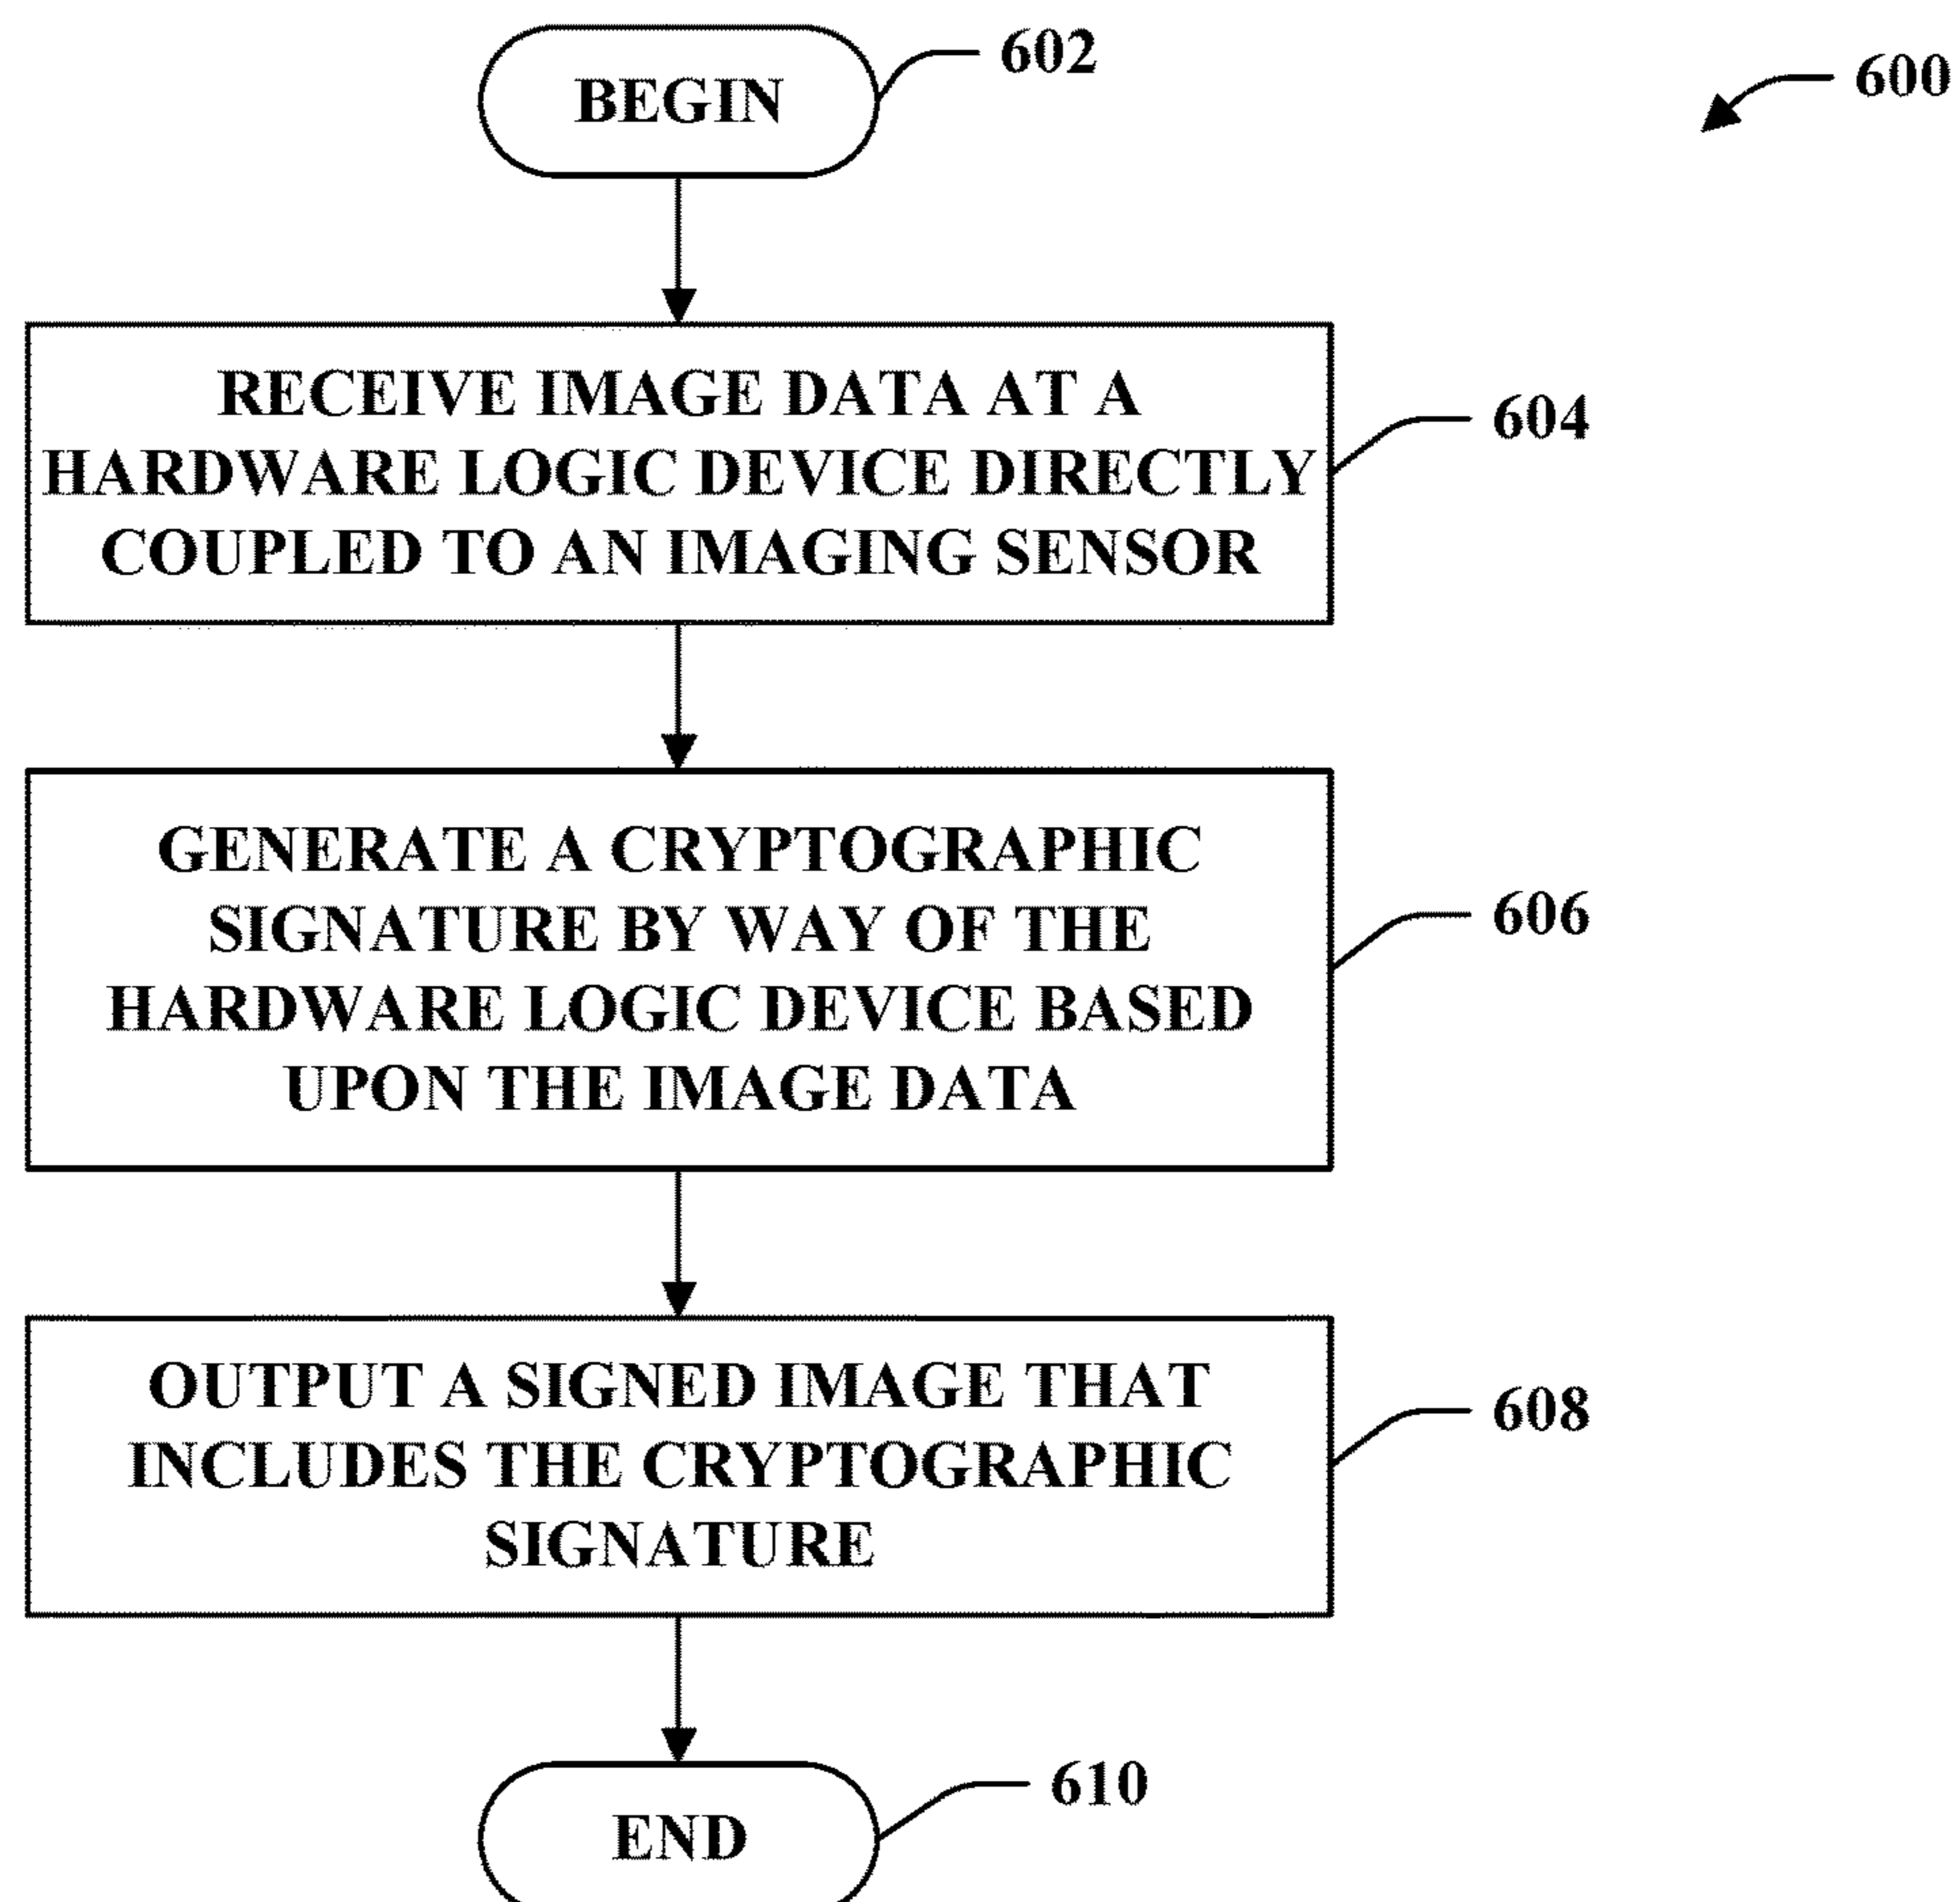 602
600
BEGIN
RECEIVE IMAGE DATA AT A
HARDWARE LOGIC DEVICE DIRECTLY
COUPLED TO AN IMAGING SENSOR
604
GENERATE A CRYPTOGRAPHIC
SIGNATURE BY WAY OF THE
HARDWARE LOGIC DEVICE BASED
UPON THE IMAGE DATA
606
OUTPUT A SIGNED IMAGE THAT
INCLUDES THE CRYPTOGRAPHIC
SIGNATURE
608
610
END